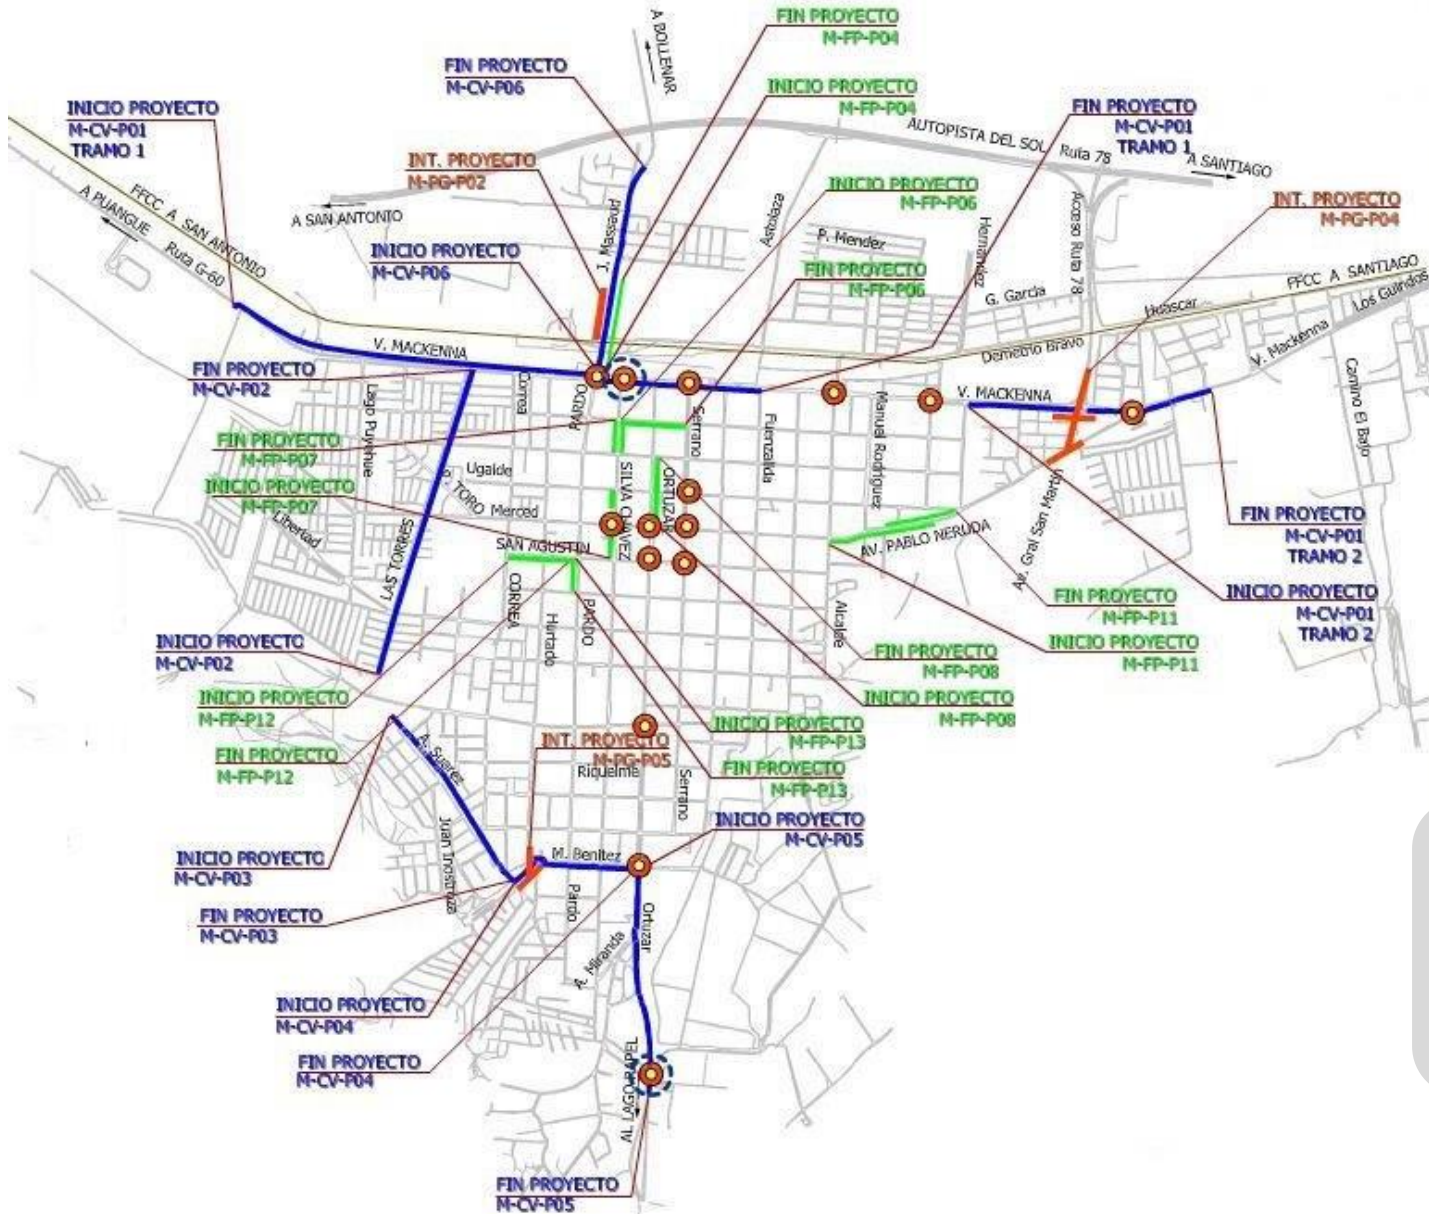 FIN PROYECTO
M-FP-P04
A BOLLENAR
FIN PROYECTO
M-CV-P06
INICIO PROYECTO
M-FP-P04
INICIO PROYECTO
M-CV-P01
TRAMO 1
FIN PROYECTO
M-CV-P01
TRAMO 1
AUTOPISTA DEL SOL Ruta 78
A SANTIAGO
INT. PROYECTO
M-PG-P02
INICIO PROYECTO
M-FP-P06
INT. PROYECTO
M-PG-P04
A PUANGUE
FFCC A SAN ANTONIO
Ruta G-60
A SAN ANTONIO
J. Massoud
Astolaza
P. Mendez
Hernandez
Acceso Ruta 78
INICIO PROYECTO
M-CV-P06
FIN PROYECTO
M-FP-P06
G. Garcia
Huascar
FFCC A SANTIAGO
Los Guindos
V. Mackenna
Demetrio Bravo
V. MACKENNA
FIN PROYECTO
M-CV-P02
Lago Puyehue
Correa
PARDO
Serrano
Fuenzalida
Manuel Rodriguez
V. MACKENNA
Camino El Bajo
FIN PROYECTO
M-FP-P07
Ugalde
P. TORO
Merced
SILVA CHAVEZ
ORTUZAR
INICIO PROYECTO
M-FP-P07
Libertad
LAS TORRES
SAN AGUSTIN
AV. PABLO NERUDA
Av. Gral San Martín
FIN PROYECTO
M-CV-P01
TRAMO 2
CORREA
Hurtado
PARDO
Alcalde
FIN PROYECTO
M-FP-P11
INICIO PROYECTO
M-CV-P01
TRAMO 2
INICIO PROYECTO
M-CV-P02
FIN PROYECTO
M-FP-P08
INICIO PROYECTO
M-FP-P11
INICIO PROYECTO
M-FP-P12
INICIO PROYECTO
M-FP-P08
INICIO PROYECTO
M-FP-P13
FIN PROYECTO
M-FP-P12
A. Suarez
INT. PROYECTO
M-PG-P05
Riquelme
Serrano
FIN PROYECTO
M-FP-P13
Juan Inostroza
INICIO PROYECTO
M-CV-P05
INICIO PROYECTO
M-CV-P03
M. Benitez
Pardo
Ortuzar
FIN PROYECTO
M-CV-P03
A. Miranda
INICIO PROYECTO
M-CV-P04
FIN PROYECTO
M-CV-P04
AL LAGO RAPEL
FIN PROYECTO
M-CV-P05